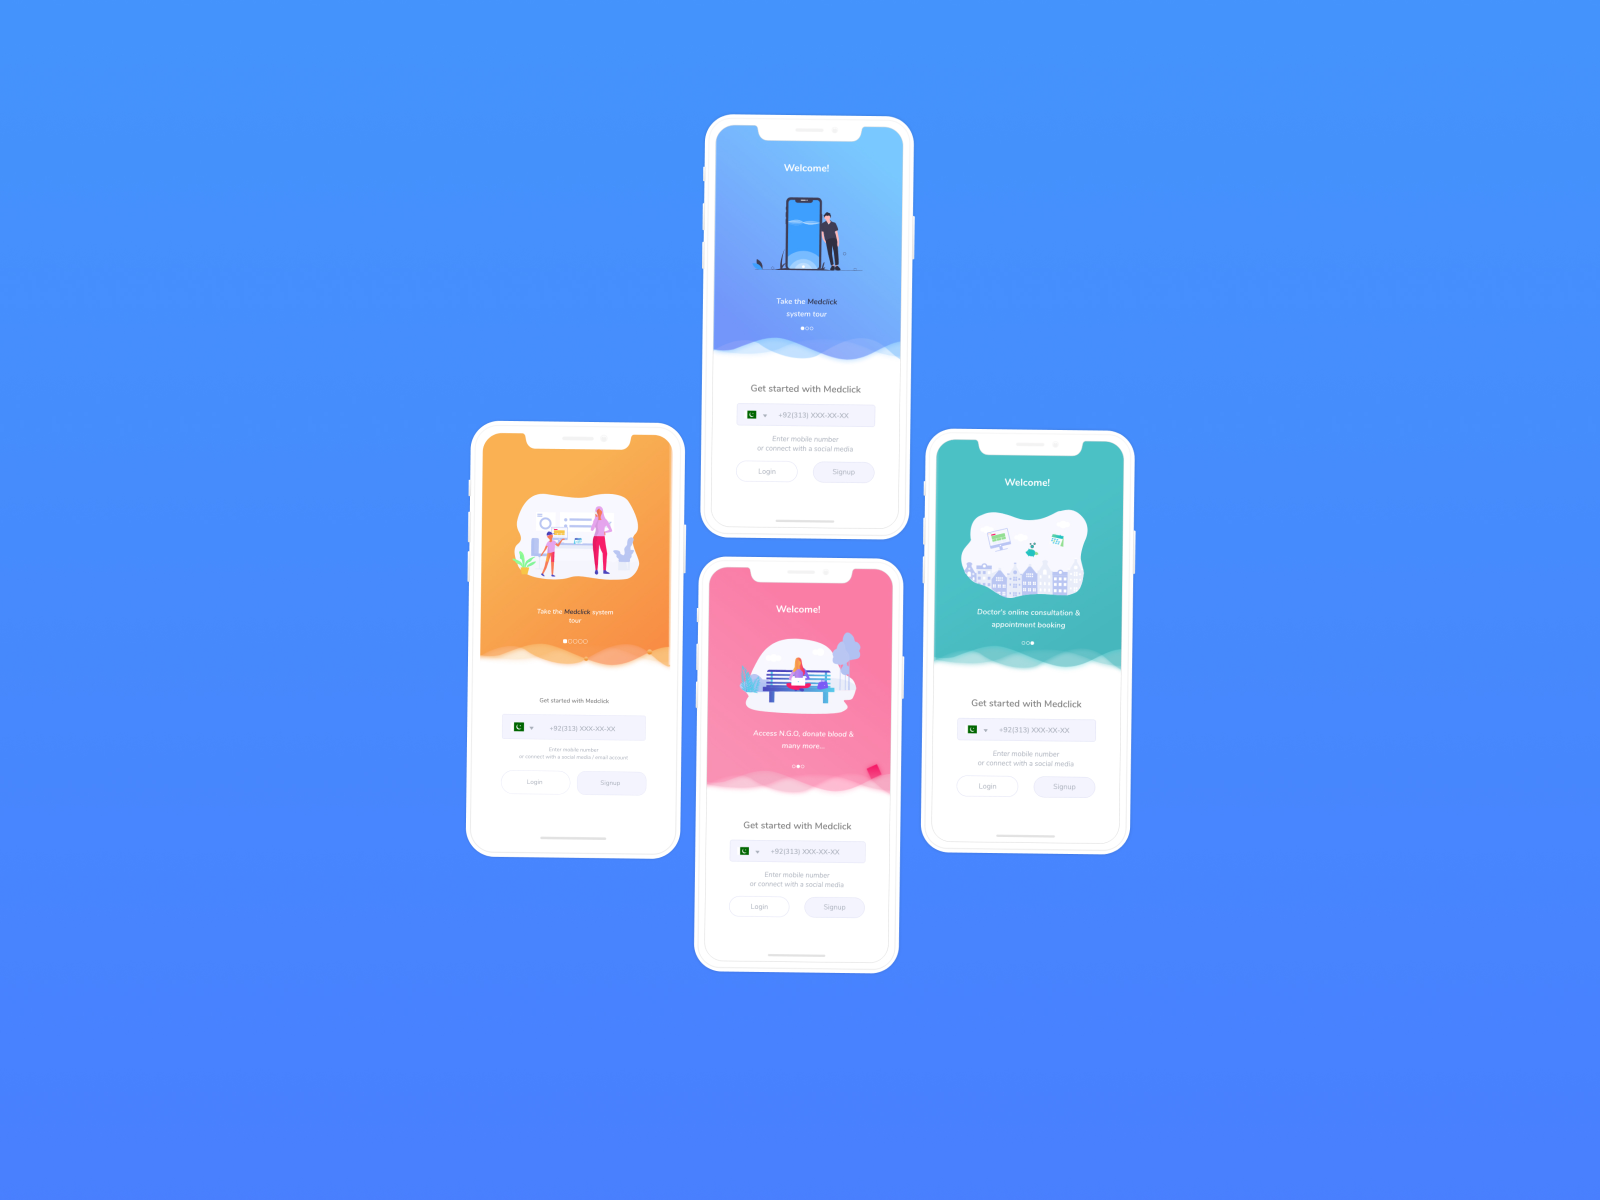 Welcome!
Take the Medclick
system tour
Get started with Medclick
+92(313) XXX-XX-XX
Enter mobile number
or connect with a social media
Login
Signup
Take the Medclick system
tour
Get started with Medclick
+92(313) XXX-XX-XX
Enter mobile number
or connect with a social media / email account
Login
Signup
Welcome!
Access N.G.O, donate blood &
many more...
Get started with Medclick
+92(313) XXX-XX-XX
Enter mobile number
or connect with a social media
Login
Signup
Welcome!
Doctor's online consultation &
appointment booking
Get started with Medclick
+92(313) XXX-XX-XX
Enter mobile number
or connect with a social media
Login
Signup